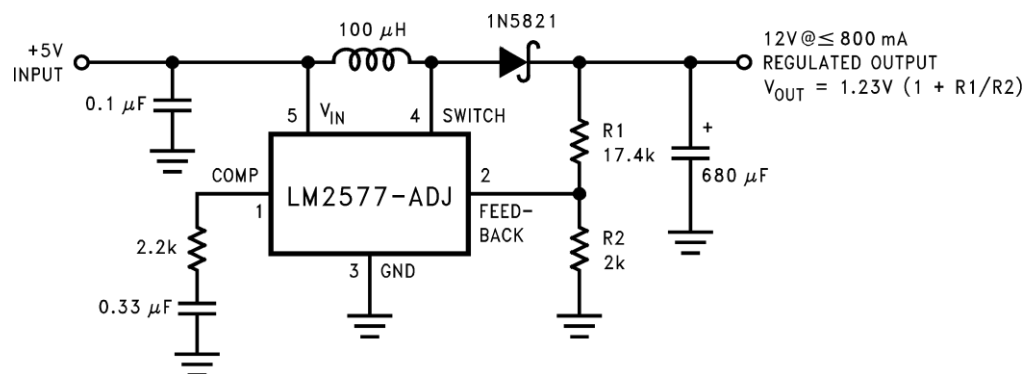 +5V
INPUT
0.1 μF
100 μH
1N5821
12V@≤ 800 mA
REGULATED OUTPUT
VOUT = 1.23V (1 + R1/R2)
5
VIN
4
SWITCH
COMP
1
LM2577-ADJ
2
FEED-
BACK
3
GND
2.2k
0.33 μF
R1
17.4k
R2
2k
+
680 μF